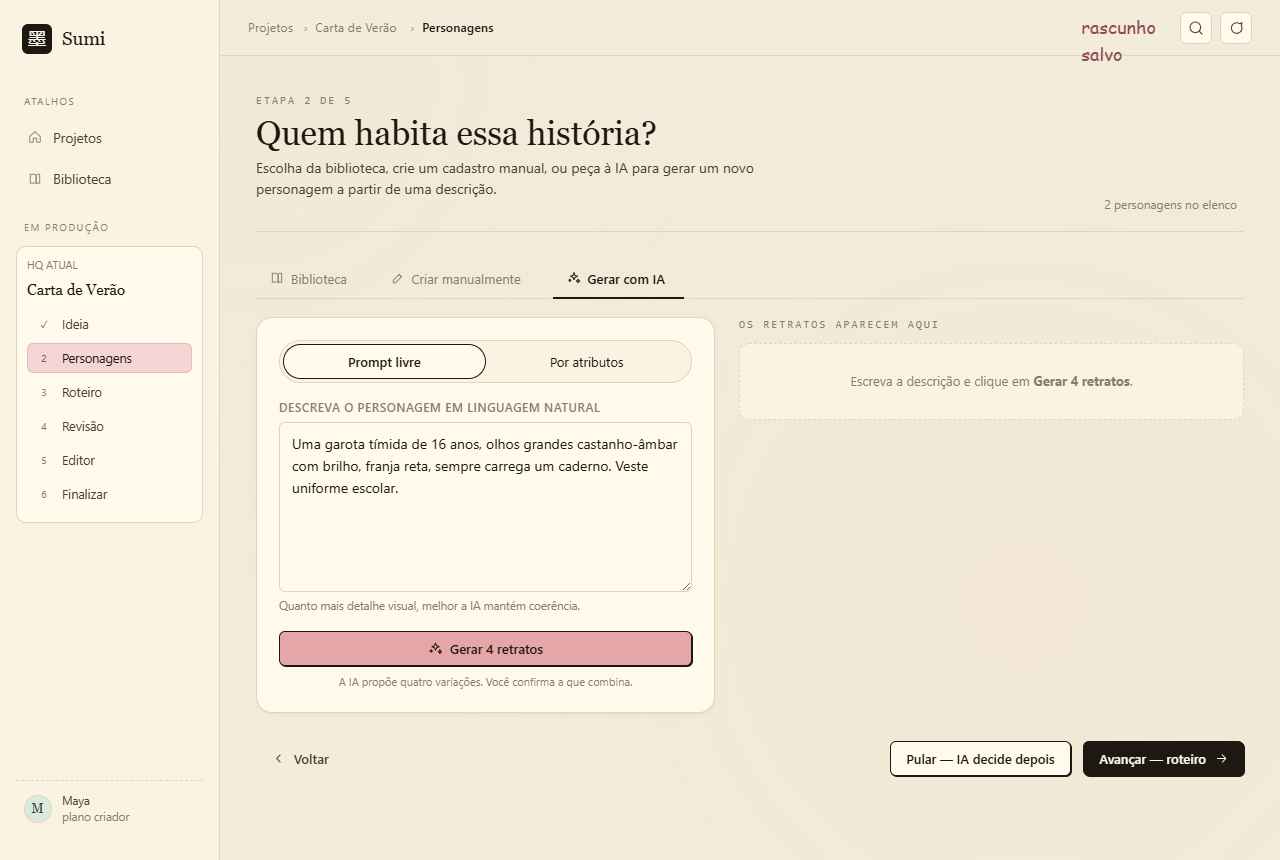 墨 Sumi
ATALHOS
Projetos
Biblioteca
EM PRODUÇÃO
HQ ATUAL
Carta de Verão
✓ Ideia
2 Personagens
3 Roteiro
4 Revisão
5 Editor
6 Finalizar
M Maya
plano criador
Projetos › Carta de Verão › Personagens
rascunho
salvo
ETAPA 2 DE 5
Quem habita essa história?
Escolha da biblioteca, crie um cadastro manual, ou peça à IA para gerar um novo
personagem a partir de uma descrição.
2 personagens no elenco
Biblioteca
Criar manualmente
Gerar com IA
Prompt livre
Por atributos
DESCREVA O PERSONAGEM EM LINGUAGEM NATURAL
Uma garota tímida de 16 anos, olhos grandes castanho-âmbar
com brilho, franja reta, sempre carrega um caderno. Veste
uniforme escolar.
Quanto mais detalhe visual, melhor a IA mantém coerência.
Gerar 4 retratos
A IA propõe quatro variações. Você confirma a que combina.
OS RETRATOS APARECEM AQUI
Escreva a descrição e clique em Gerar 4 retratos.
Voltar
Pular — IA decide depois
Avançar — roteiro →